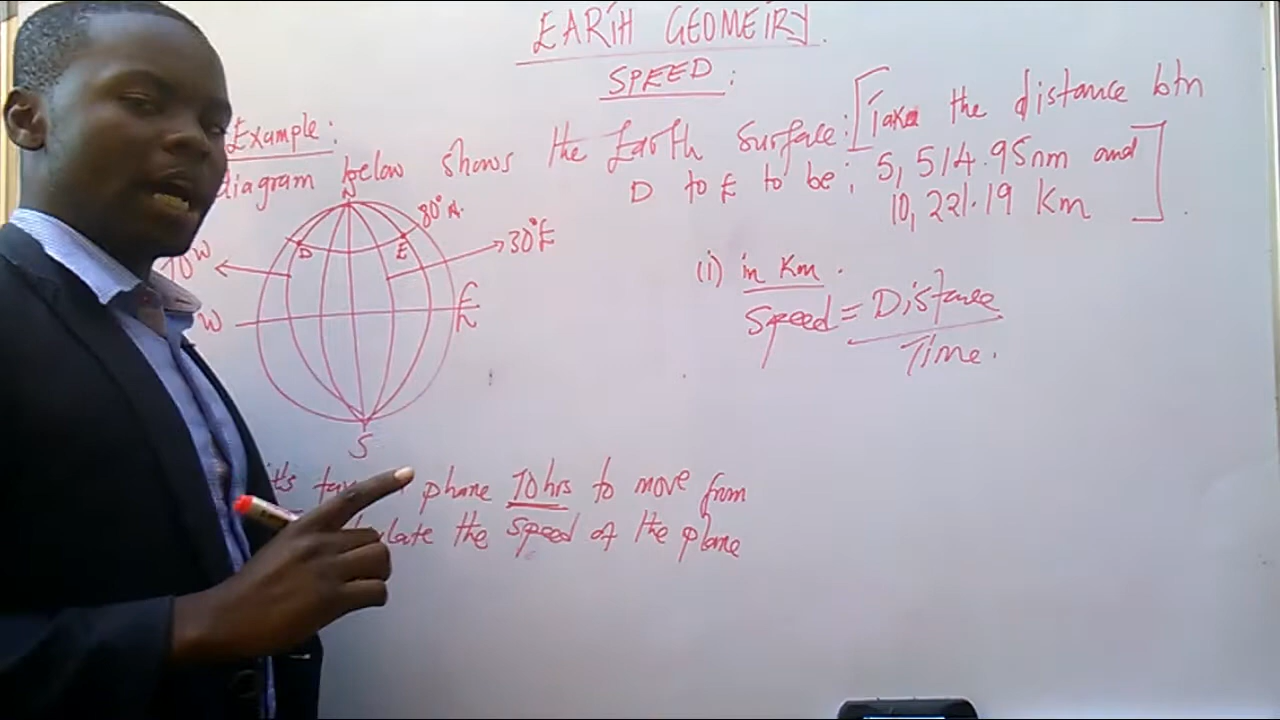 EARTH GEOMETRY.
SPEED:
Example:
diagram below shows the Earth Surface: [Take the distance btn
D to E to be; 5,514.95nm and
10,221.19 Km].
N
80°N.
D
E
30°E
W
W
E
S
(i) in Km.
Speed = Distance
Time.
plane 10hrs to move from
the speed of the plane